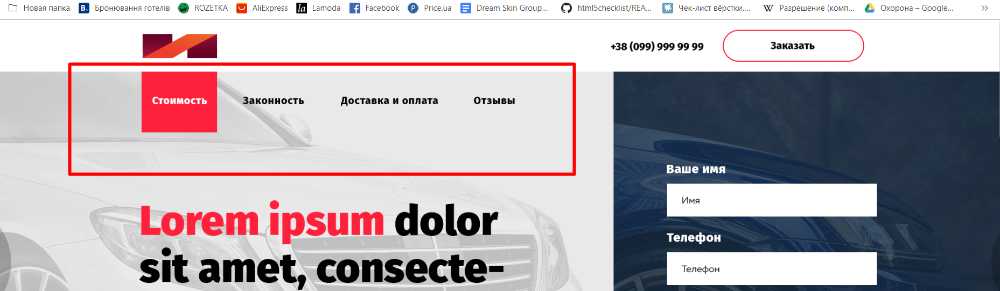 Новая папка Бронювання готелів ROZETKA AliExpress Lamoda Facebook Price.ua Dream Skin Group... html5checklist/REA... Чек-лист вёрстки.... Разрешение (комп... Охорона – Google...
+38 (099) 999 99 99 Заказать
Стоимость Законность Доставка и оплата Отзывы
Ваше имя
Имя
Lorem ipsum dolor
Телефон
sit amet, consecte-
Телефон